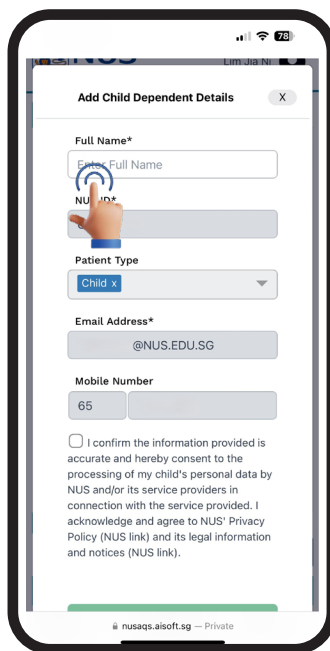 78
NUS
Lim Jia Ni
Add Child Dependent Details
X
Full Name*
Enter Full Name
NUS ID*
Patient Type
Child x
Email Address*
@NUS.EDU.SG
Mobile Number
65
I confirm the information provided is
accurate and hereby consent to the
processing of my child's personal data by
NUS and/or its service providers in
connection with the service provided. I
acknowledge and agree to NUS' Privacy
Policy (NUS link) and its legal information
and notices (NUS link).
nusaqs.aisoft.sg — Private